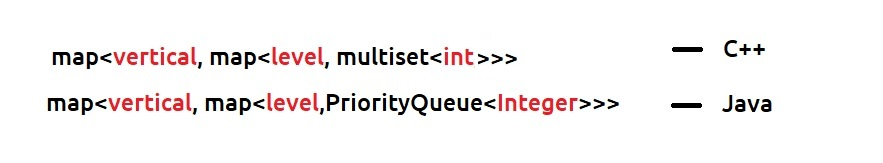 map<vertical, map<level, multiset<int>>> — C++
map<vertical, map<level,PriorityQueue<Integer>>> — Java